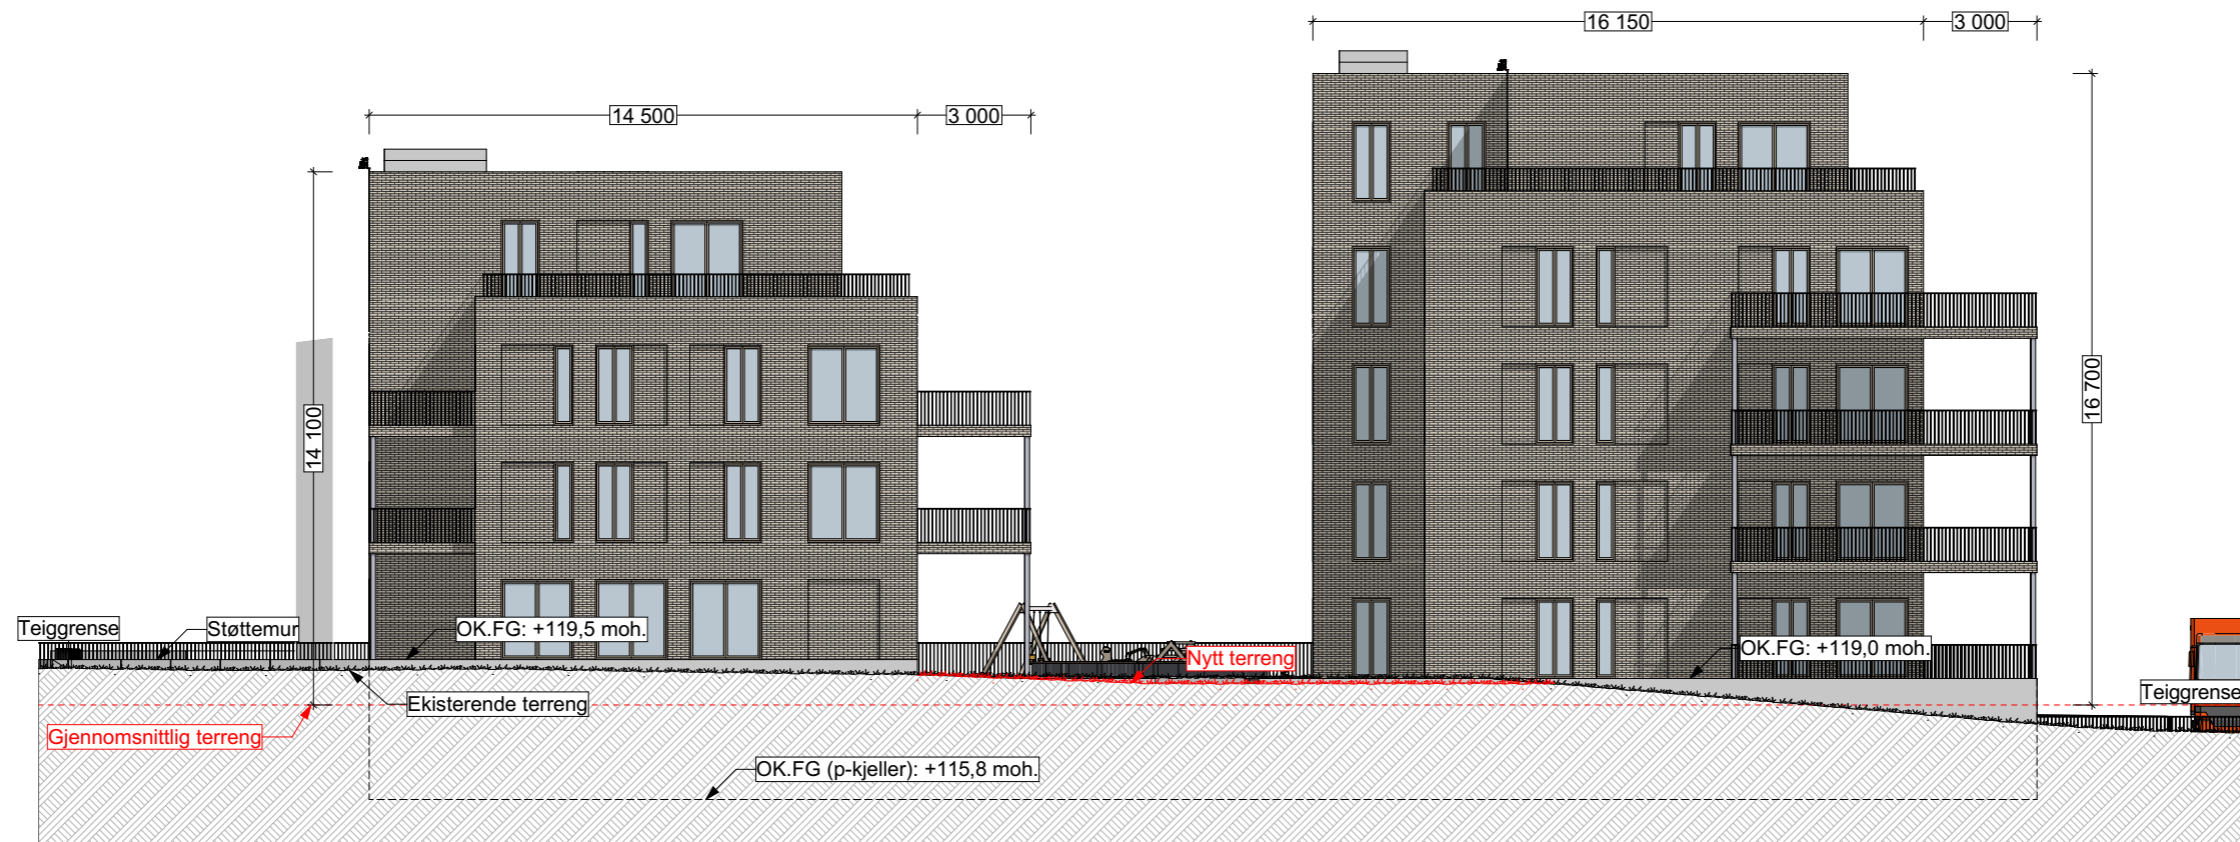 16 150
3 000
14 500
3 000
14 100
16 700
Teiggrense
Støttemur
OK.FG: +119,5 moh.
Nytt terreng
OK.FG: +119,0 moh.
Teiggrense
Ekisterende terreng
Gjennomsnittlig terreng
OK.FG (p-kjeller): +115,8 moh.